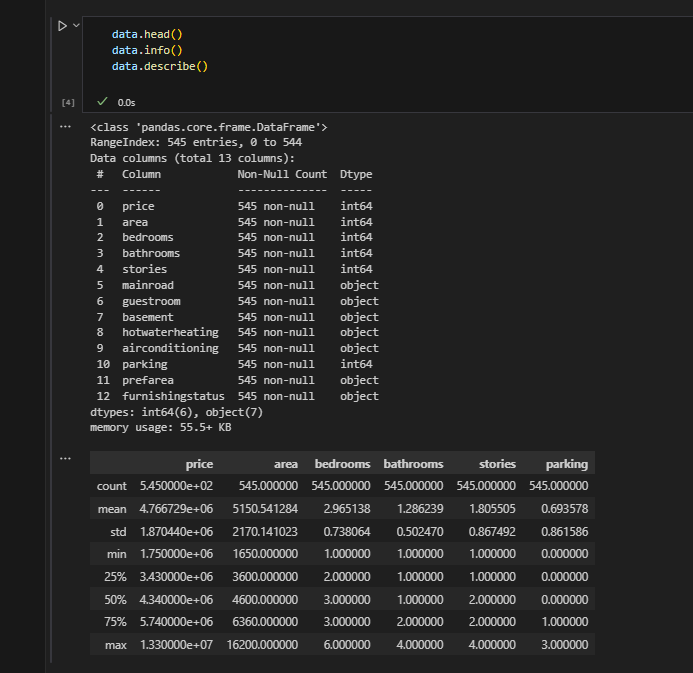 data.head()
data.info()
data.describe()
[4]
0.0s
<class 'pandas.core.frame.DataFrame'>
RangeIndex: 545 entries, 0 to 544
Data columns (total 13 columns):
 #   Column            Non-Null Count  Dtype
---  ------            --------------  -----
 0   price             545 non-null    int64
 1   area              545 non-null    int64
 2   bedrooms          545 non-null    int64
 3   bathrooms         545 non-null    int64
 4   stories           545 non-null    int64
 5   mainroad          545 non-null    object
 6   guestroom         545 non-null    object
 7   basement          545 non-null    object
 8   hotwaterheating   545 non-null    object
 9   airconditioning   545 non-null    object
 10  parking           545 non-null    int64
 11  prefarea          545 non-null    object
 12  furnishingstatus  545 non-null    object
dtypes: int64(6), object(7)
memory usage: 55.5+ KB
price area bedrooms bathrooms stories parking
count 5.450000e+02 545.000000 545.000000 545.000000 545.000000 545.000000
mean 4.766729e+06 5150.541284 2.965138 1.286239 1.805505 0.693578
std 1.870440e+06 2170.141023 0.738064 0.502470 0.867492 0.861586
min 1.750000e+06 1650.000000 1.000000 1.000000 1.000000 0.000000
25% 3.430000e+06 3600.000000 2.000000 1.000000 1.000000 0.000000
50% 4.340000e+06 4600.000000 3.000000 1.000000 2.000000 0.000000
75% 5.740000e+06 6360.000000 3.000000 2.000000 2.000000 1.000000
max 1.330000e+07 16200.000000 6.000000 4.000000 4.000000 3.000000